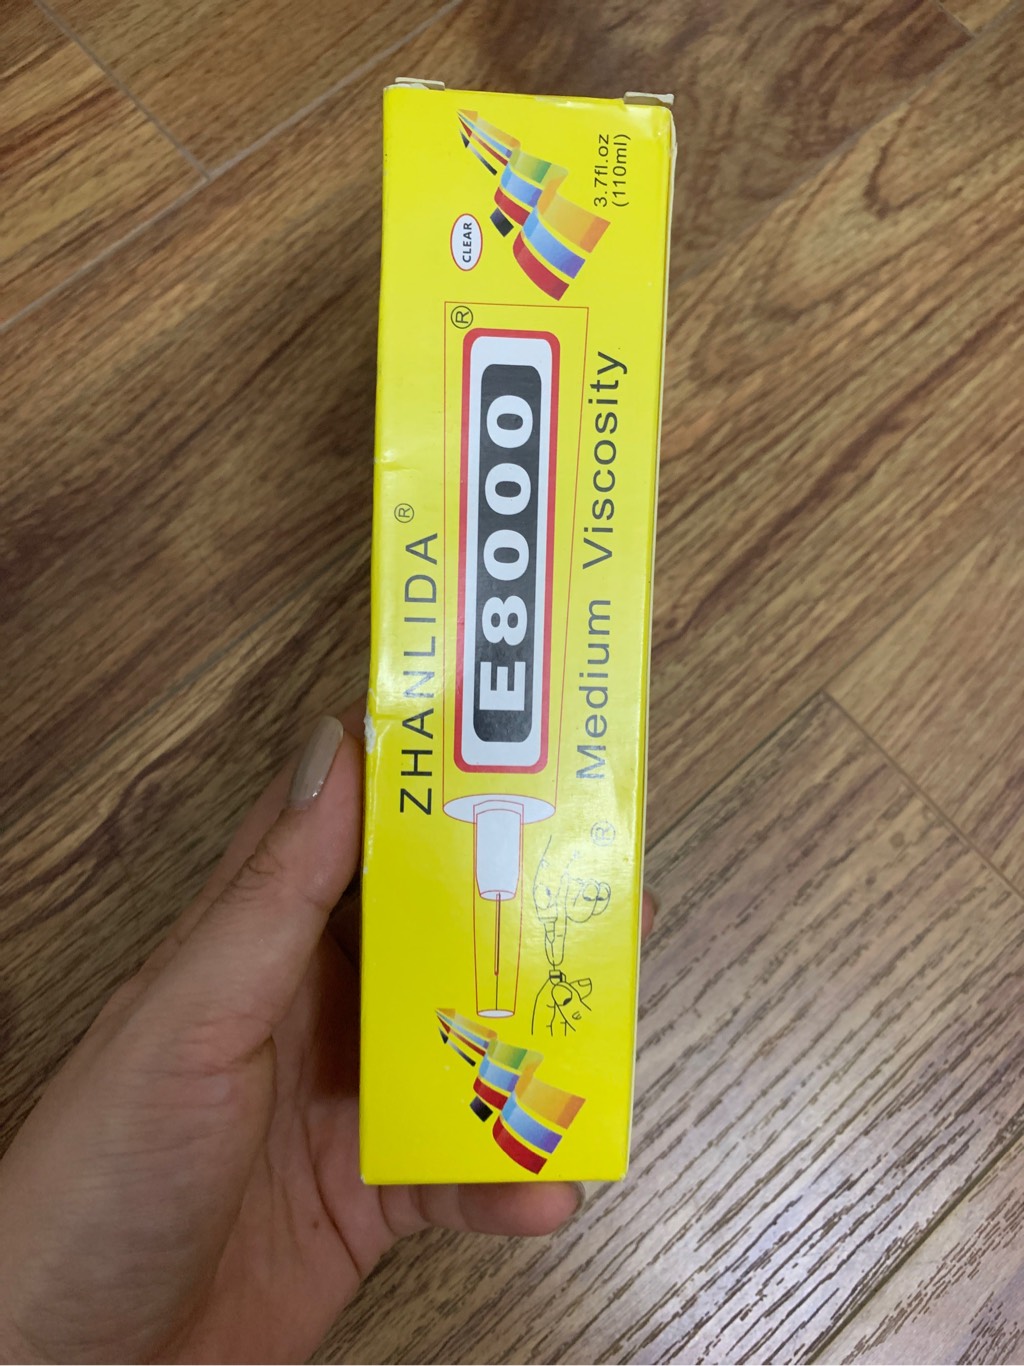 ZHANLIDA ®
CLEAR
E8000 ®
® Medium Viscosity
3.7fl.oz
(110ml)